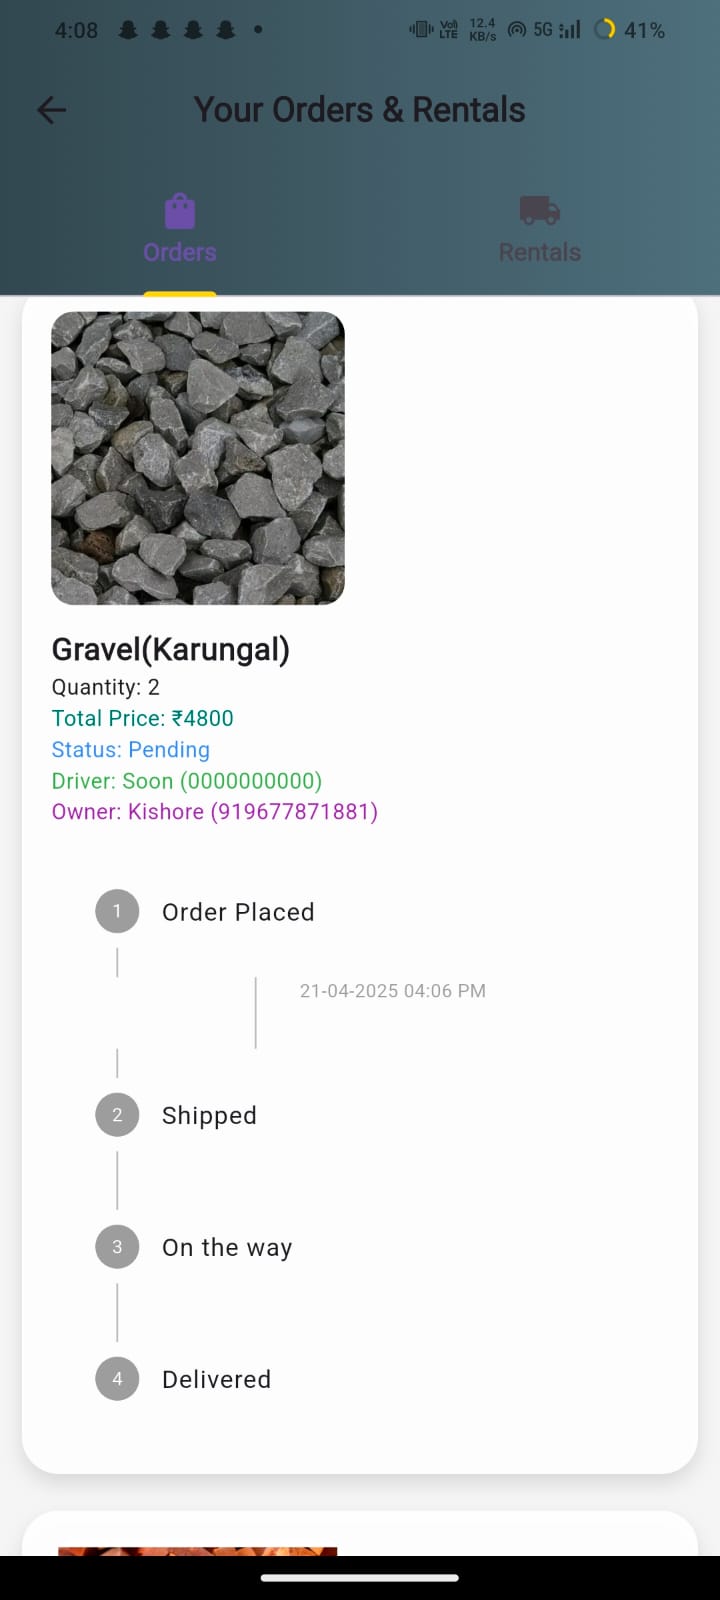 4:08
Vo)) LTE
12.4 KB/s
5G
41%
Your Orders & Rentals
Orders
Rentals
Gravel(Karungal)
Quantity: 2
Total Price: ₹4800
Status: Pending
Driver: Soon (0000000000)
Owner: Kishore (919677871881)
1 Order Placed
21-04-2025 04:06 PM
2 Shipped
3 On the way
4 Delivered